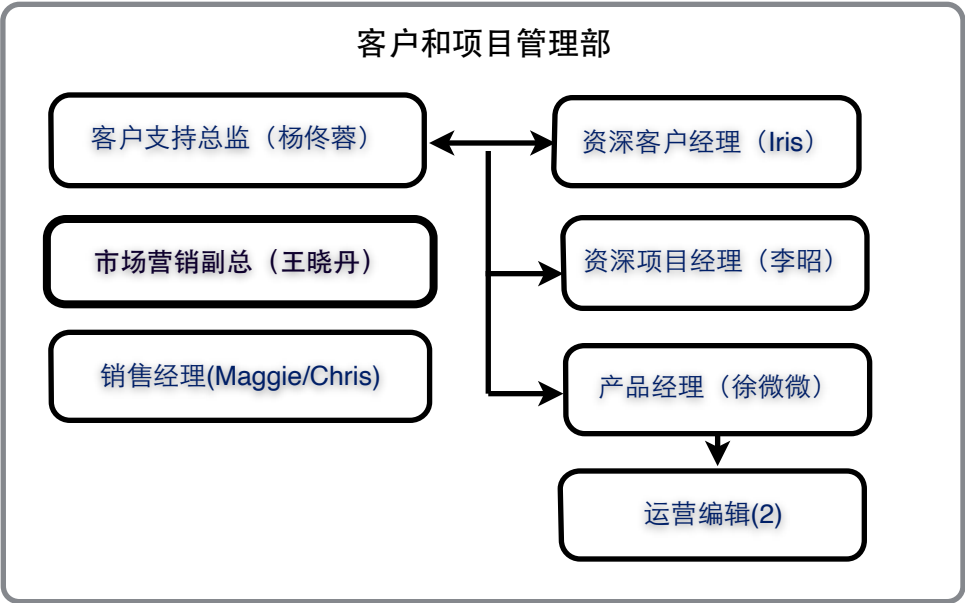 客户和项目管理部
客户支持总监（杨佟蓉）
资深客户经理（Iris）
市场营销副总（王晓丹）
资深项目经理（李昭）
销售经理(Maggie/Chris)
产品经理（徐微微）
运营编辑(2)